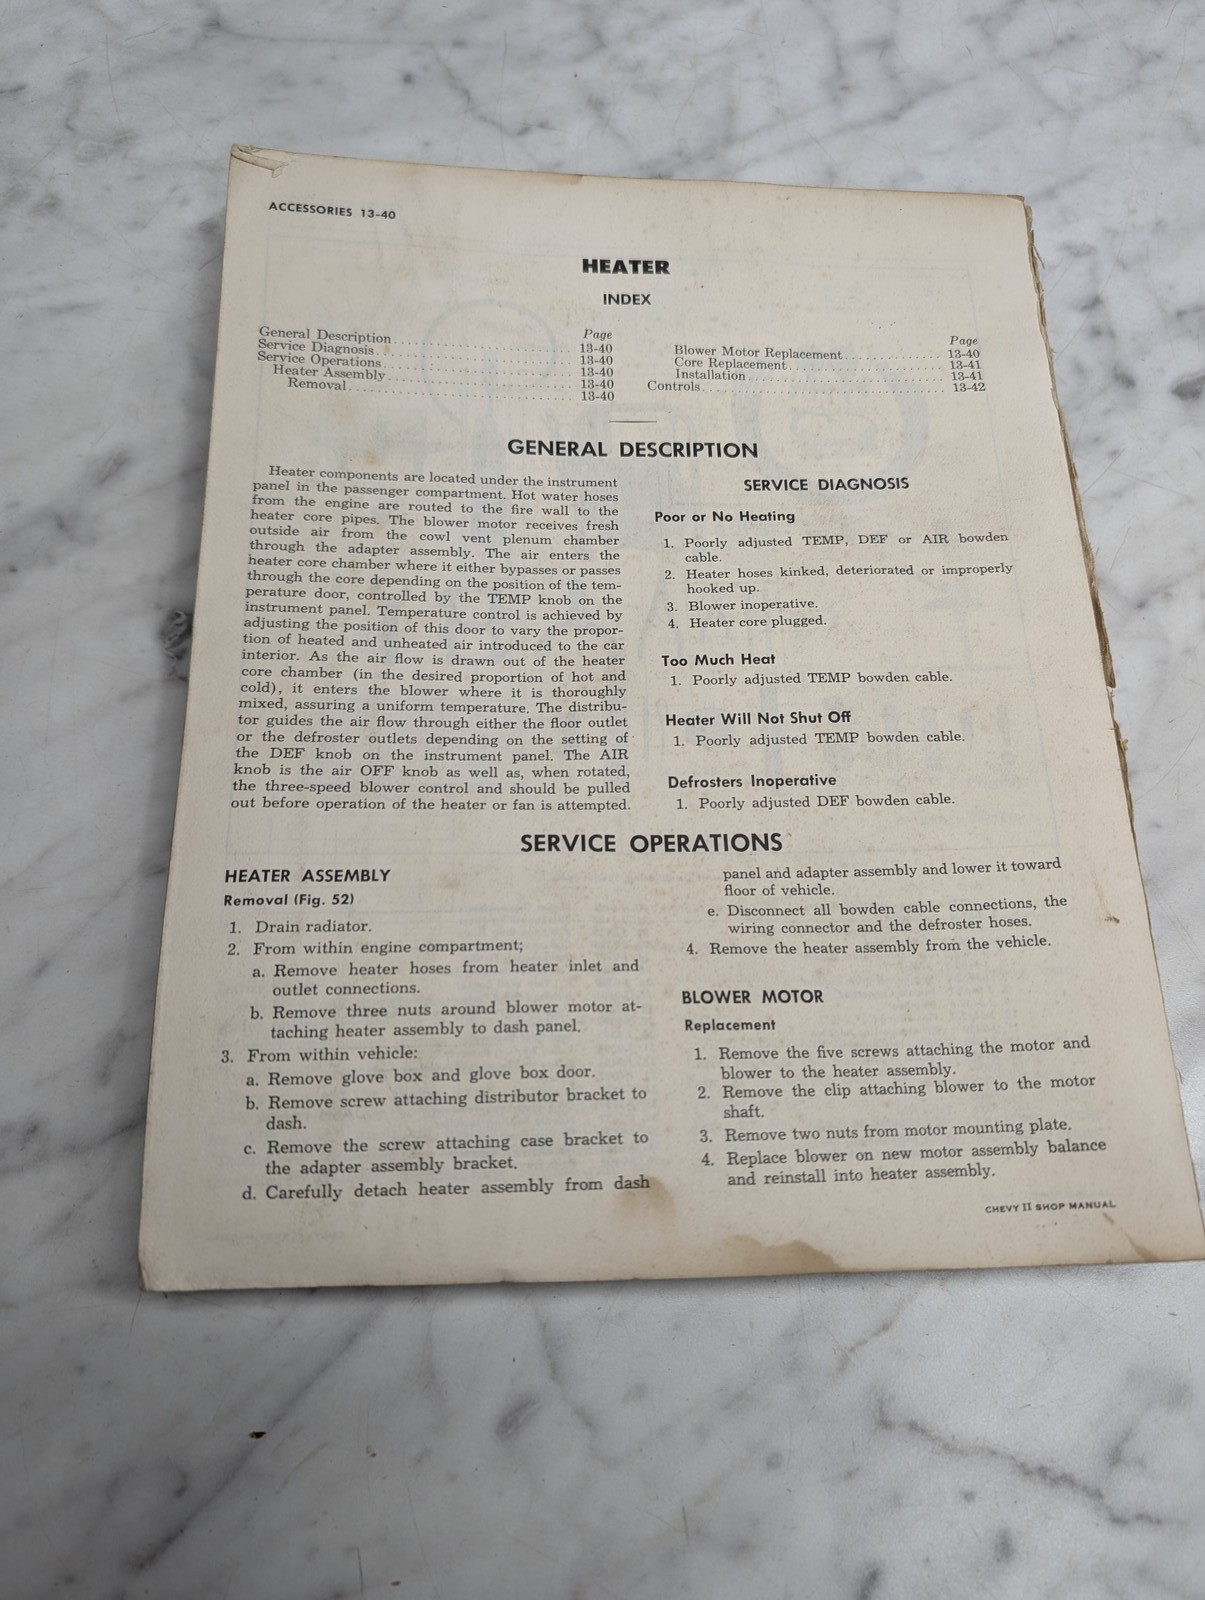 ACCESSORIES 13-40
HEATER
INDEX
Page
General Description 13-40
Service Diagnosis 13-40
Service Operations 13-40
Heater Assembly 13-40
Removal 13-40
Page
Blower Motor Replacement 13-40
Core Replacement 13-41
Installation 13-41
Controls 13-42
GENERAL DESCRIPTION
Heater components are located under the instrument
panel in the passenger compartment. Hot water hoses
from the engine are routed to the fire wall to the
heater core pipes. The blower motor receives fresh
outside air from the cowl vent plenum chamber
through the adapter assembly. The air enters the
heater core chamber where it either bypasses or passes
through the core depending on the position of the tem-
perature door, controlled by the TEMP knob on the
instrument panel. Temperature control is achieved by
adjusting the position of this door to vary the propor-
tion of heated and unheated air introduced to the car
interior. As the air flow is drawn out of the heater
core chamber (in the desired proportion of hot and
cold), it enters the blower where it is thoroughly
mixed, assuring a uniform temperature. The distribu-
tor guides the air flow through either the floor outlet
or the defroster outlets depending on the setting of
the DEF knob on the instrument panel. The AIR
knob is the air OFF knob as well as, when rotated,
the three-speed blower control and should be pulled
out before operation of the heater or fan is attempted.
SERVICE DIAGNOSIS
Poor or No Heating
1. Poorly adjusted TEMP, DEF or AIR bowden
cable.
2. Heater hoses kinked, deteriorated or improperly
hooked up.
3. Blower inoperative.
4. Heater core plugged.
Too Much Heat
1. Poorly adjusted TEMP bowden cable.
Heater Will Not Shut Off
1. Poorly adjusted TEMP bowden cable.
Defrosters Inoperative
1. Poorly adjusted DEF bowden cable.
SERVICE OPERATIONS
HEATER ASSEMBLY
Removal (Fig. 52)
1. Drain radiator.
2. From within engine compartment;
a. Remove heater hoses from heater inlet and
outlet connections.
b. Remove three nuts around blower motor at-
taching heater assembly to dash panel.
3. From within vehicle:
a. Remove glove box and glove box door.
b. Remove screw attaching distributor bracket to
dash.
c. Remove the screw attaching case bracket to
the adapter assembly bracket.
d. Carefully detach heater assembly from dash
panel and adapter assembly and lower it toward
floor of vehicle.
e. Disconnect all bowden cable connections, the
wiring connector and the defroster hoses.
4. Remove the heater assembly from the vehicle.
BLOWER MOTOR
Replacement
1. Remove the five screws attaching the motor and
blower to the heater assembly.
2. Remove the clip attaching blower to the motor
shaft.
3. Remove two nuts from motor mounting plate.
4. Replace blower on new motor assembly balance
and reinstall into heater assembly.
CHEVY II SHOP MANUAL